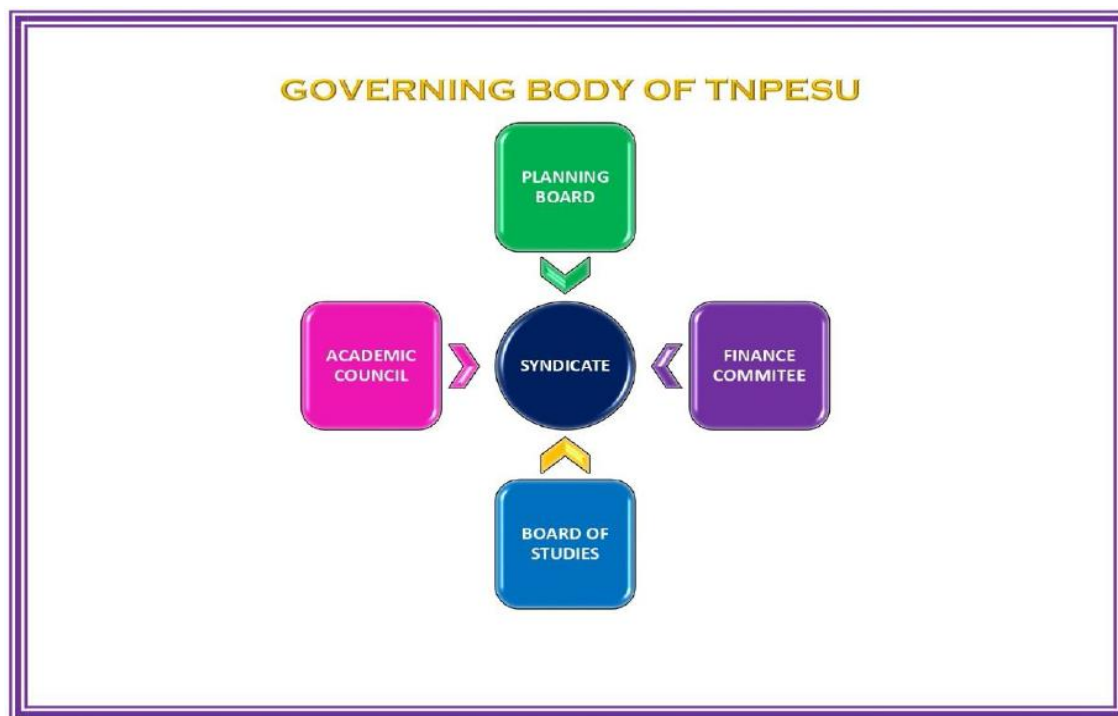 GOVERNING BODY OF TNPESU
PLANNING
BOARD
ACADEMIC
COUNCIL
SYNDICATE
FINANCE
COMMITEE
BOARD OF
STUDIES